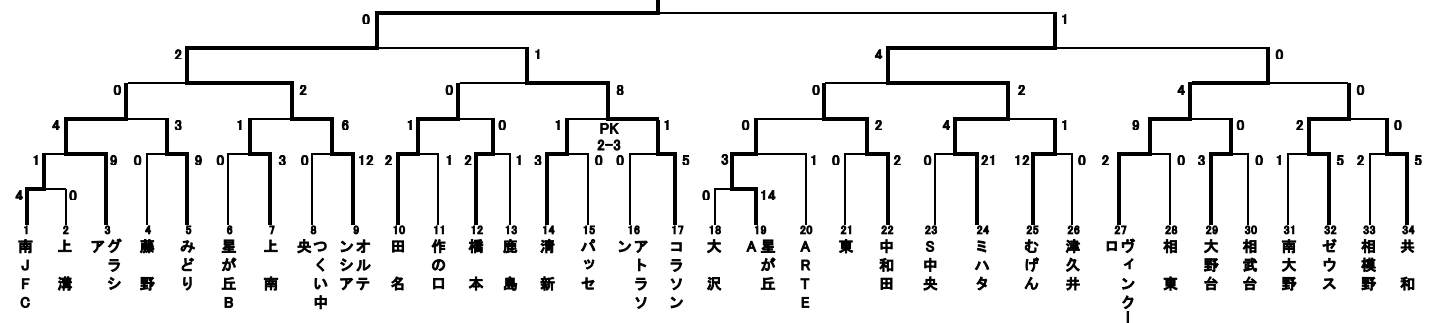 0 1
2 1 4 0
0 2 0 8 0 2 4 0
4 3 1 6 1 0 1 PK 1 0 2 4 1 9 0 2 0
2-3
1 9 0 9 0 3 0 12 2 1 2 1 3 0 0 5 3 1 0 2 0 21 12 0 2 0 3 0 1 5 2 5
4 0 0 14
1 2 3 4 5 6 7 8 9 10 11 12 13 14 15 16 17 18 19 20 21 22 23 24 25 26 27 28 29 30 31 32 33 34
南JFC
上溝
グラシア
藤野
みどり
星が丘B
上南
つくい中央
オルテンシア
田名
作の口
橋本
鹿島
清新
パッセ
アトラソン
コラソン
大沢
星が丘A
ARTE
東
中和田
S中央
ミハタ
むげん
津久井
ヴィンクーロ
相東
大野台
相武台
南大野
ゼウス
相模野
共和